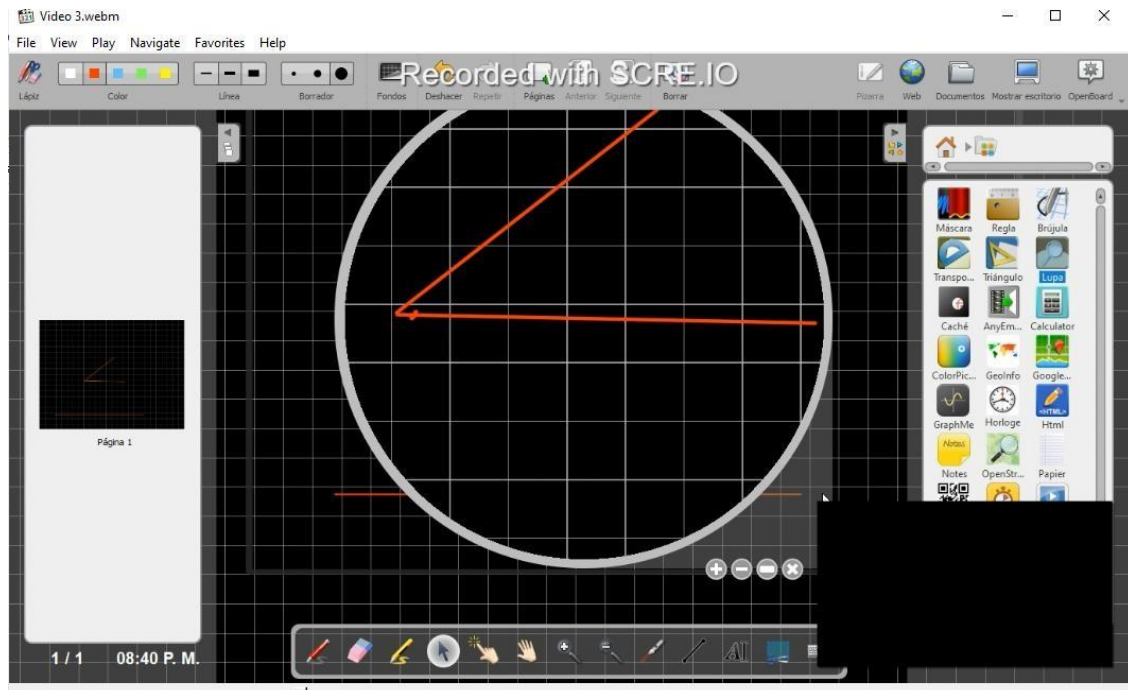 Video 3.webm
File View Play Navigate Favorites Help
Recorded with SCRE.IO
Lápiz Color Línea Borrador Fondos Deshacer Repetir Páginas Anterior Siguiente Borrar Pizarra Web Documentos Mostrar escritorio OpenBoard
Máscara Regla Brújula
Transpo... Triángulo Lupa
Caché AnyEm... Calculator
ColorPic... GeoInfo Google...
GraphMe Horloge Html
Notes OpenStr... Papier
Página 1
1 / 1 08:40 P. M.